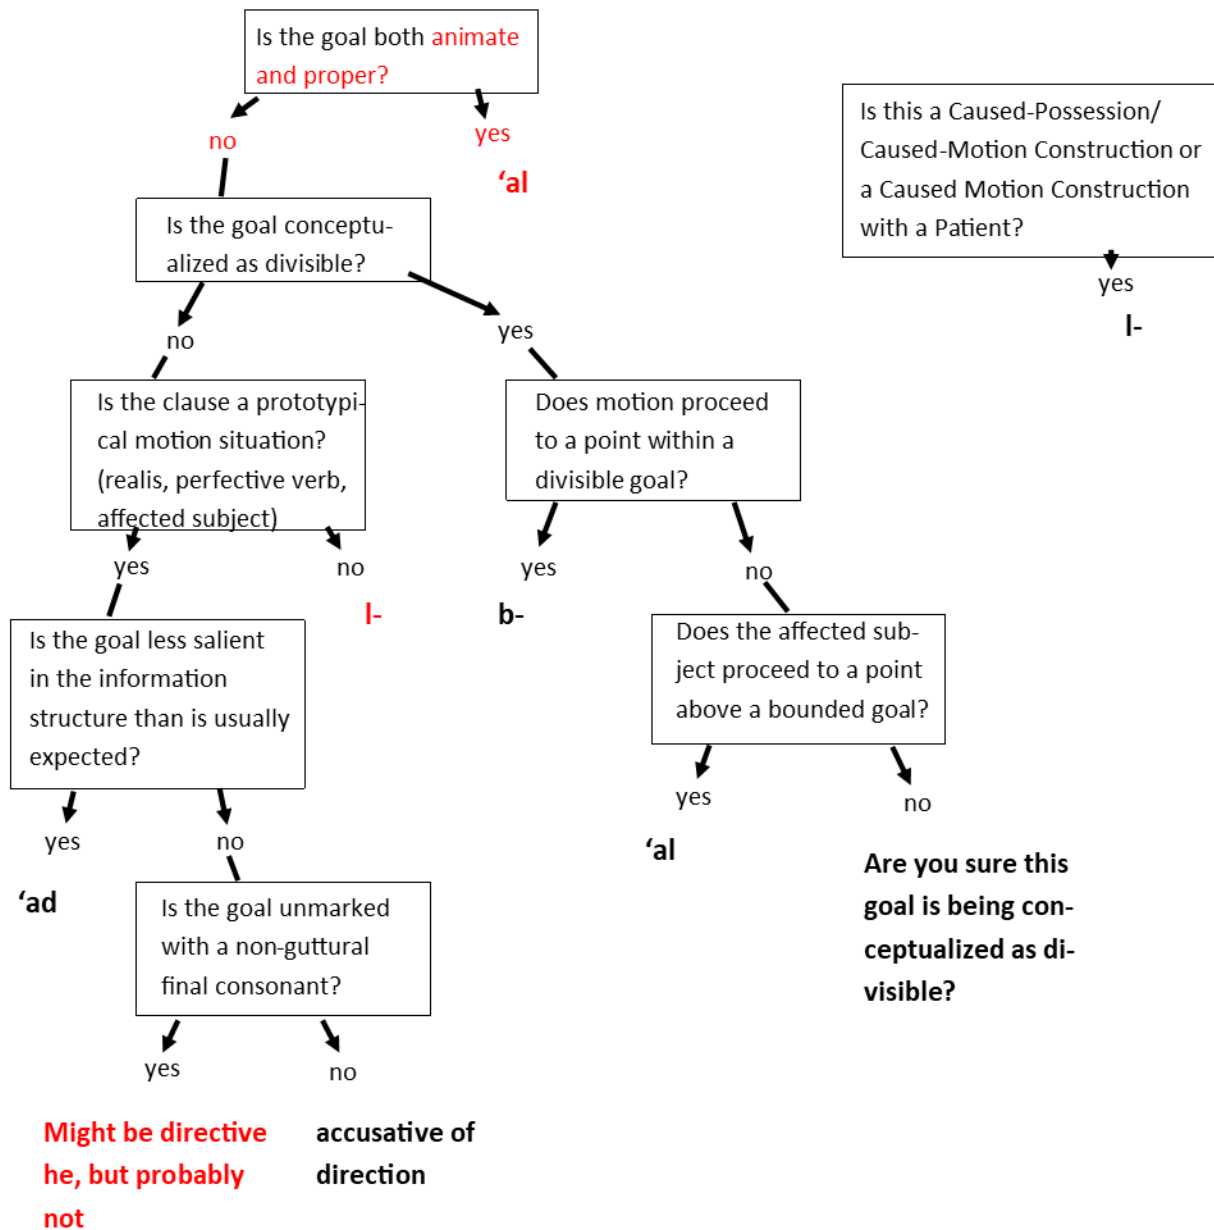 Is the goal both animate
and proper?
no
yes
‘al
Is this a Caused-Possession/
Caused-Motion Construction or
a Caused Motion Construction
with a Patient?
yes
l-
Is the goal conceptu-
alized as divisible?
no
yes
Is the clause a prototypi-
cal motion situation?
(realis, perfective verb,
affected subject)
yes
no
l-
Does motion proceed
to a point within a
divisible goal?
yes
no
b-
Is the goal less salient
in the information
structure than is usually
expected?
yes
no
‘ad
Does the affected sub-
ject proceed to a point
above a bounded goal?
yes
no
‘al
Are you sure this
goal is being con-
ceptualized as di-
visible?
Is the goal unmarked
with a non-guttural
final consonant?
yes
no
Might be directive
he, but probably
not
accusative of
direction